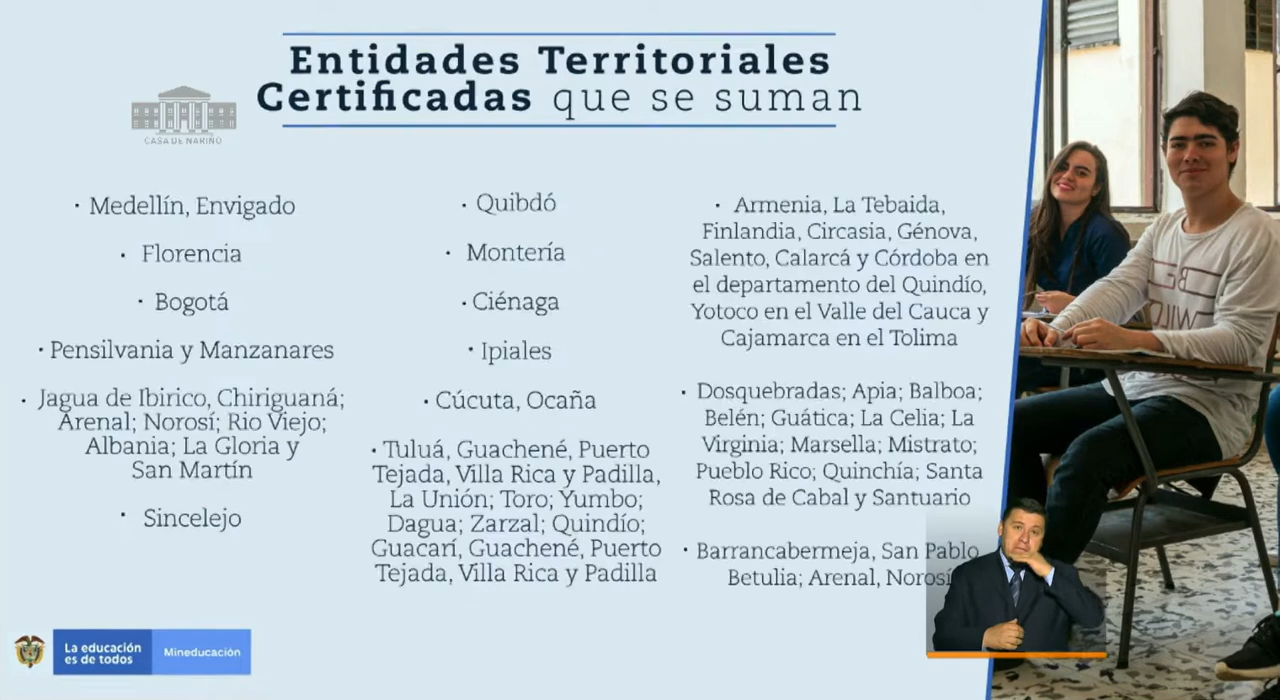 Entidades Territoriales
Certificadas que se suman
CASA DE NARIÑO
· Medellín, Envigado
· Florencia
· Bogotá
· Pensilvania y Manzanares
· Jagua de Ibirico, Chiriguaná;
Arenal; Norosí; Rio Viejo;
Albania; La Gloria y
San Martín
· Sincelejo
· Quibdó
· Montería
· Ciénaga
· Ipiales
· Cúcuta, Ocaña
· Tuluá, Guachené, Puerto
Tejada, Villa Rica y Padilla,
La Unión; Toro; Yumbo;
Dagua; Zarzal; Quindío;
Guacarí, Guachené, Puerto
Tejada, Villa Rica y Padilla
· Armenia, La Tebaida,
Finlandia, Circasia, Génova,
Salento, Calarcá y Córdoba en
el departamento del Quindío,
Yotoco en el Valle del Cauca y
Cajamarca en el Tolima
· Dosquebradas; Apia; Balboa;
Belén; Guática; La Celia; La
Virginia; Marsella; Mistrato;
Pueblo Rico; Quinchía; Santa
Rosa de Cabal y Santuario
· Barrancabermeja, San Pablo
Betulia; Arenal, Norosí
La educación
es de todos
Mineducación